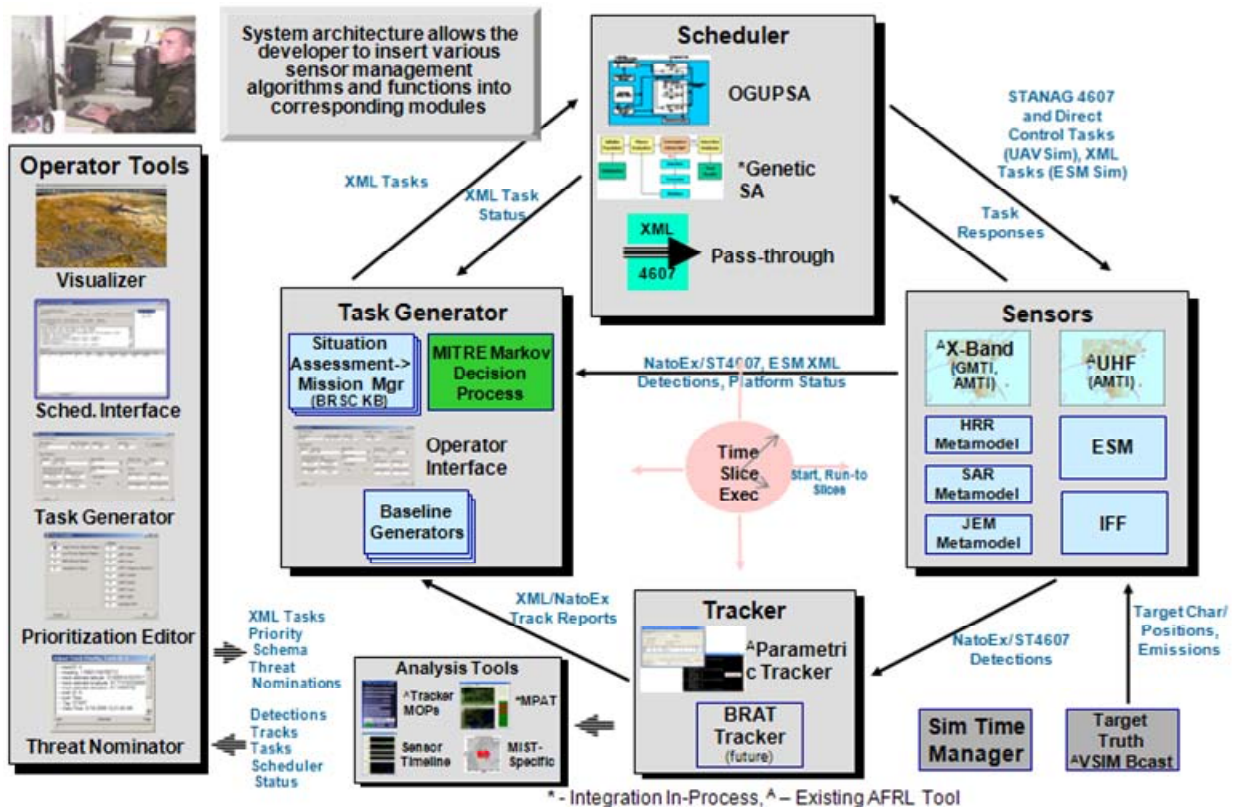 System architecture allows the
developer to insert various
sensor management
algorithms and functions into
corresponding modules
Scheduler
OGUPSA
*Genetic
SA
XML
4607
Pass-through
XML Tasks
XML Task
Status
STANAG 4607
and Direct
Control Tasks
(UAV Sim), XML
Tasks (ESM Sim)
Task
Responses
Operator Tools
Visualizer
Sched. Interface
Task Generator
Prioritization Editor
Threat Nominator
Task Generator
Situation
Assessment->
Mission Mgr
(BRSC KB)
MITRE Markov
Decision
Process
Operator
Interface
Baseline
Generators
NatoEx/ST4607, ESM XML
Detections, Platform Status
Time
Slice
Exec
Start, Run-to
Slices
Sensors
AX-Band
(GMTI,
AMTI)
AUHF
(AMTI)
HRR
Metamodel
SAR
Metamodel
JEM
Metamodel
ESM
IFF
XML/NatoEx
Track Reports
XML Tasks
Priority
Schema
Threat
Nominations
Detections
Tracks
Tasks
Scheduler
Status
Analysis Tools
ATracker
MOPs
*MPAT
Sensor
Timeline
MIST-
Specific
Tracker
AParametri
c Tracker
BRAT
Tracker
(future)
NatoEx/ST4607
Detections
Target Char/
Positions,
Emissions
Sim Time
Manager
Target
Truth
AVSIM Bcast
* - Integration In-Process, A – Existing AFRL Tool